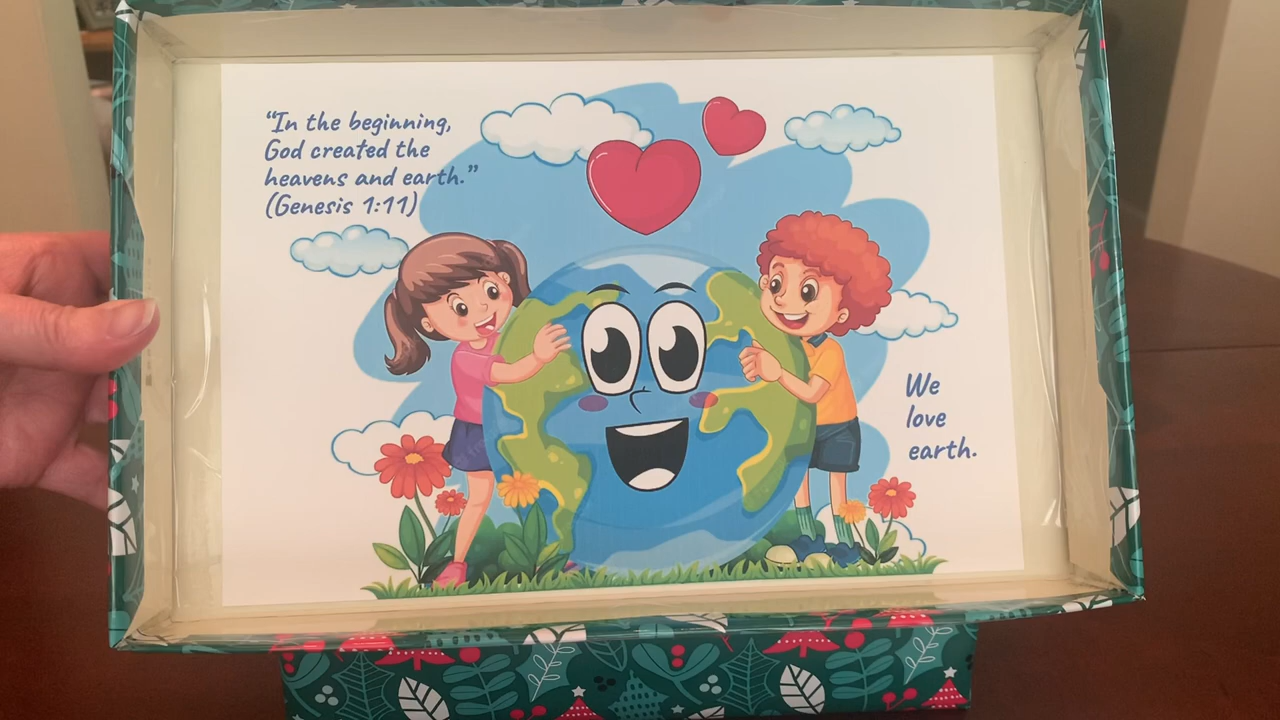 “In the beginning,
God created the
heavens and earth.”
(Genesis 1:11)
We
love
earth.